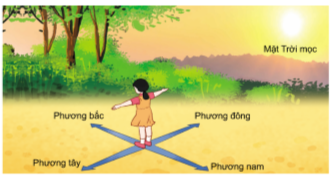 Mặt Trời mọc
Phương bắc
Phương đông
Phương tây
Phương nam